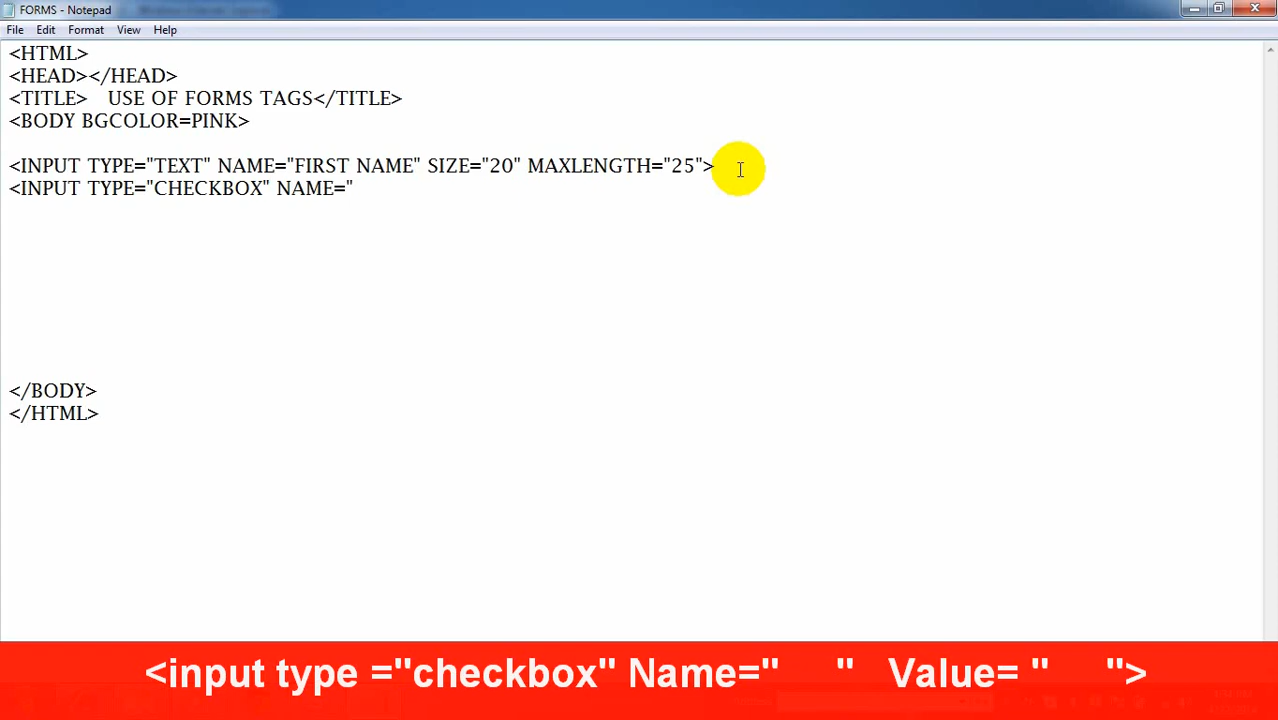 FORMS - Notepad
File Edit Format View Help
<HTML>
<HEAD></HEAD>
<TITLE> USE OF FORMS TAGS</TITLE>
<BODY BGCOLOR=PINK>
<INPUT TYPE="TEXT" NAME="FIRST NAME" SIZE="20" MAXLENGTH="25">
<INPUT TYPE="CHECKBOX" NAME="
</BODY>
</HTML>
<input type ="checkbox" Name=" " Value= " ">